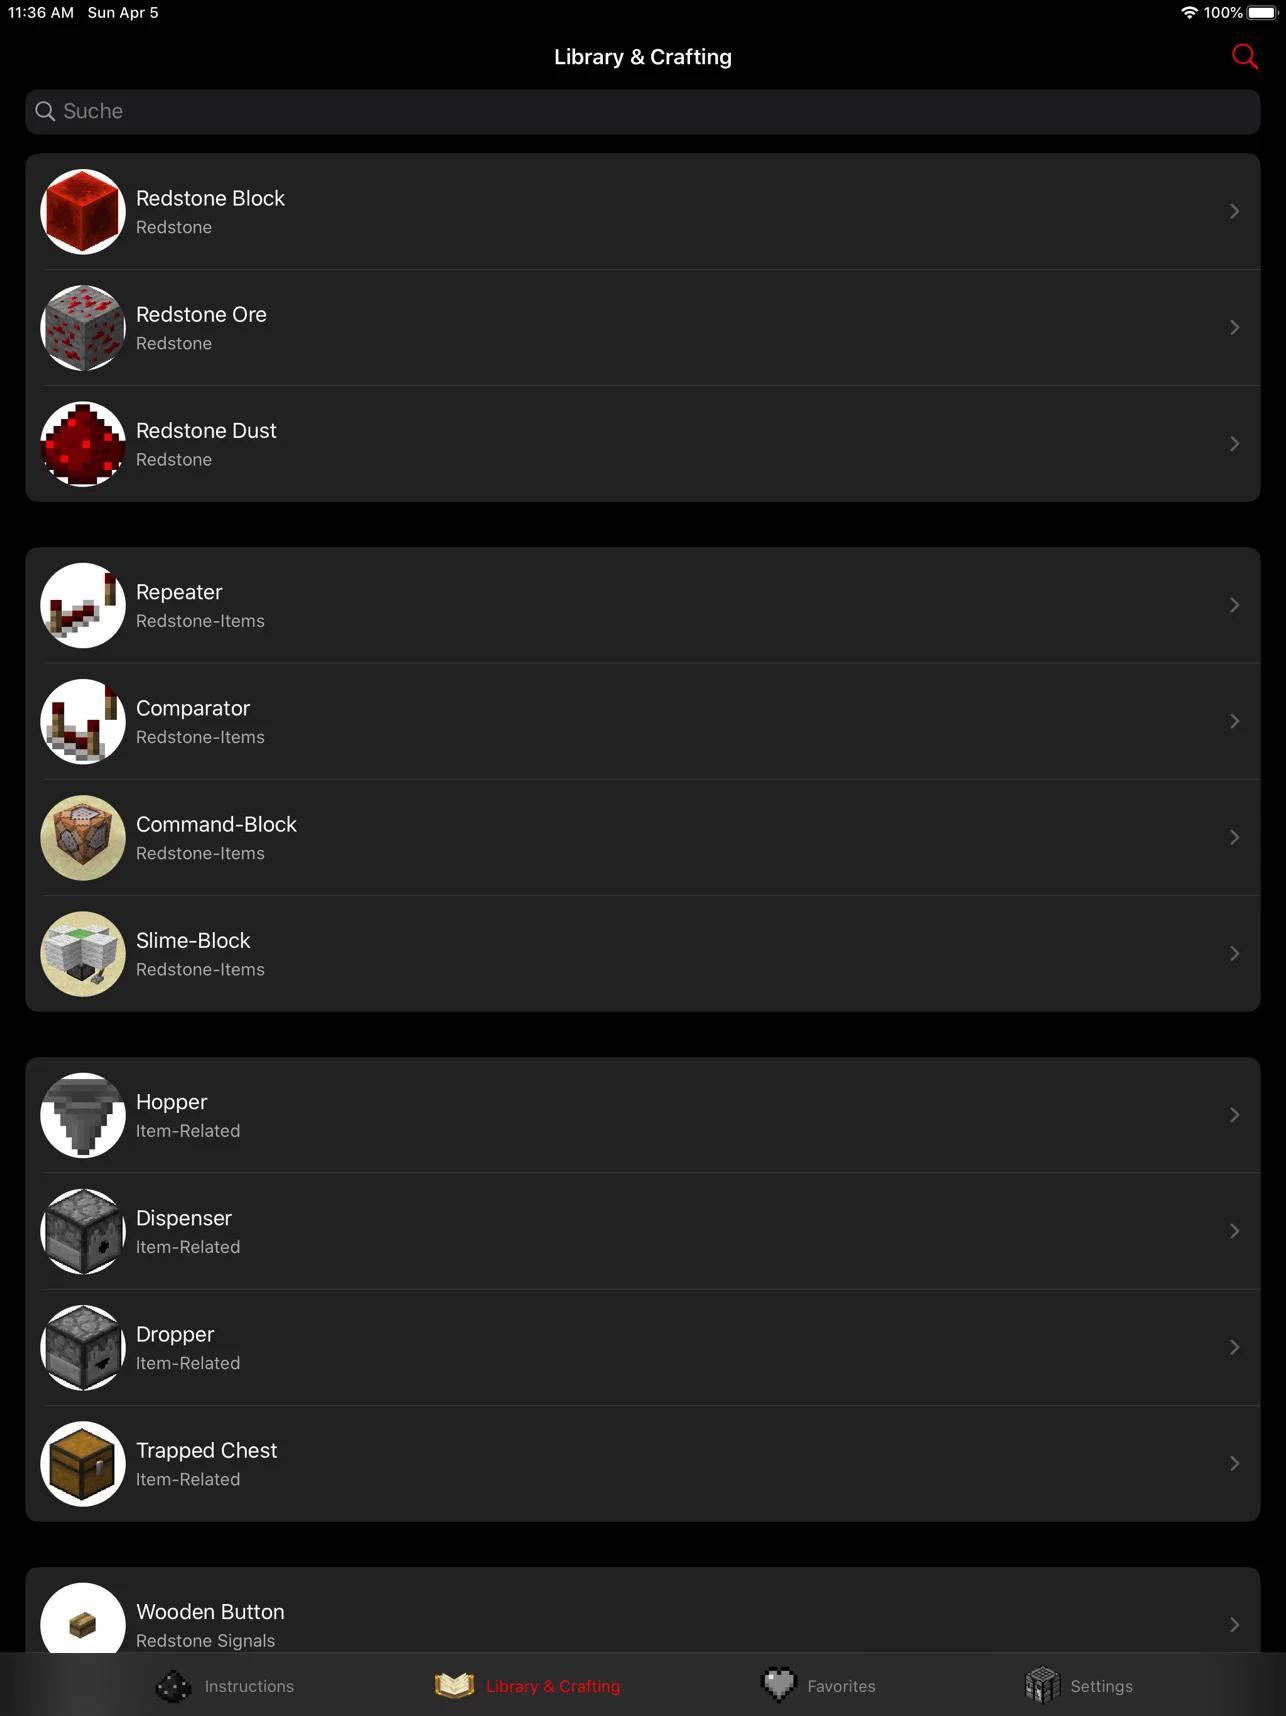 11:36 AM Sun Apr 5
100%
Library & Crafting
Suche
Redstone Block
Redstone
Redstone Ore
Redstone
Redstone Dust
Redstone
Repeater
Redstone-Items
Comparator
Redstone-Items
Command-Block
Redstone-Items
Slime-Block
Redstone-Items
Hopper
Item-Related
Dispenser
Item-Related
Dropper
Item-Related
Trapped Chest
Item-Related
Wooden Button
Redstone Signals
Instructions
Library & Crafting
Favorites
Settings